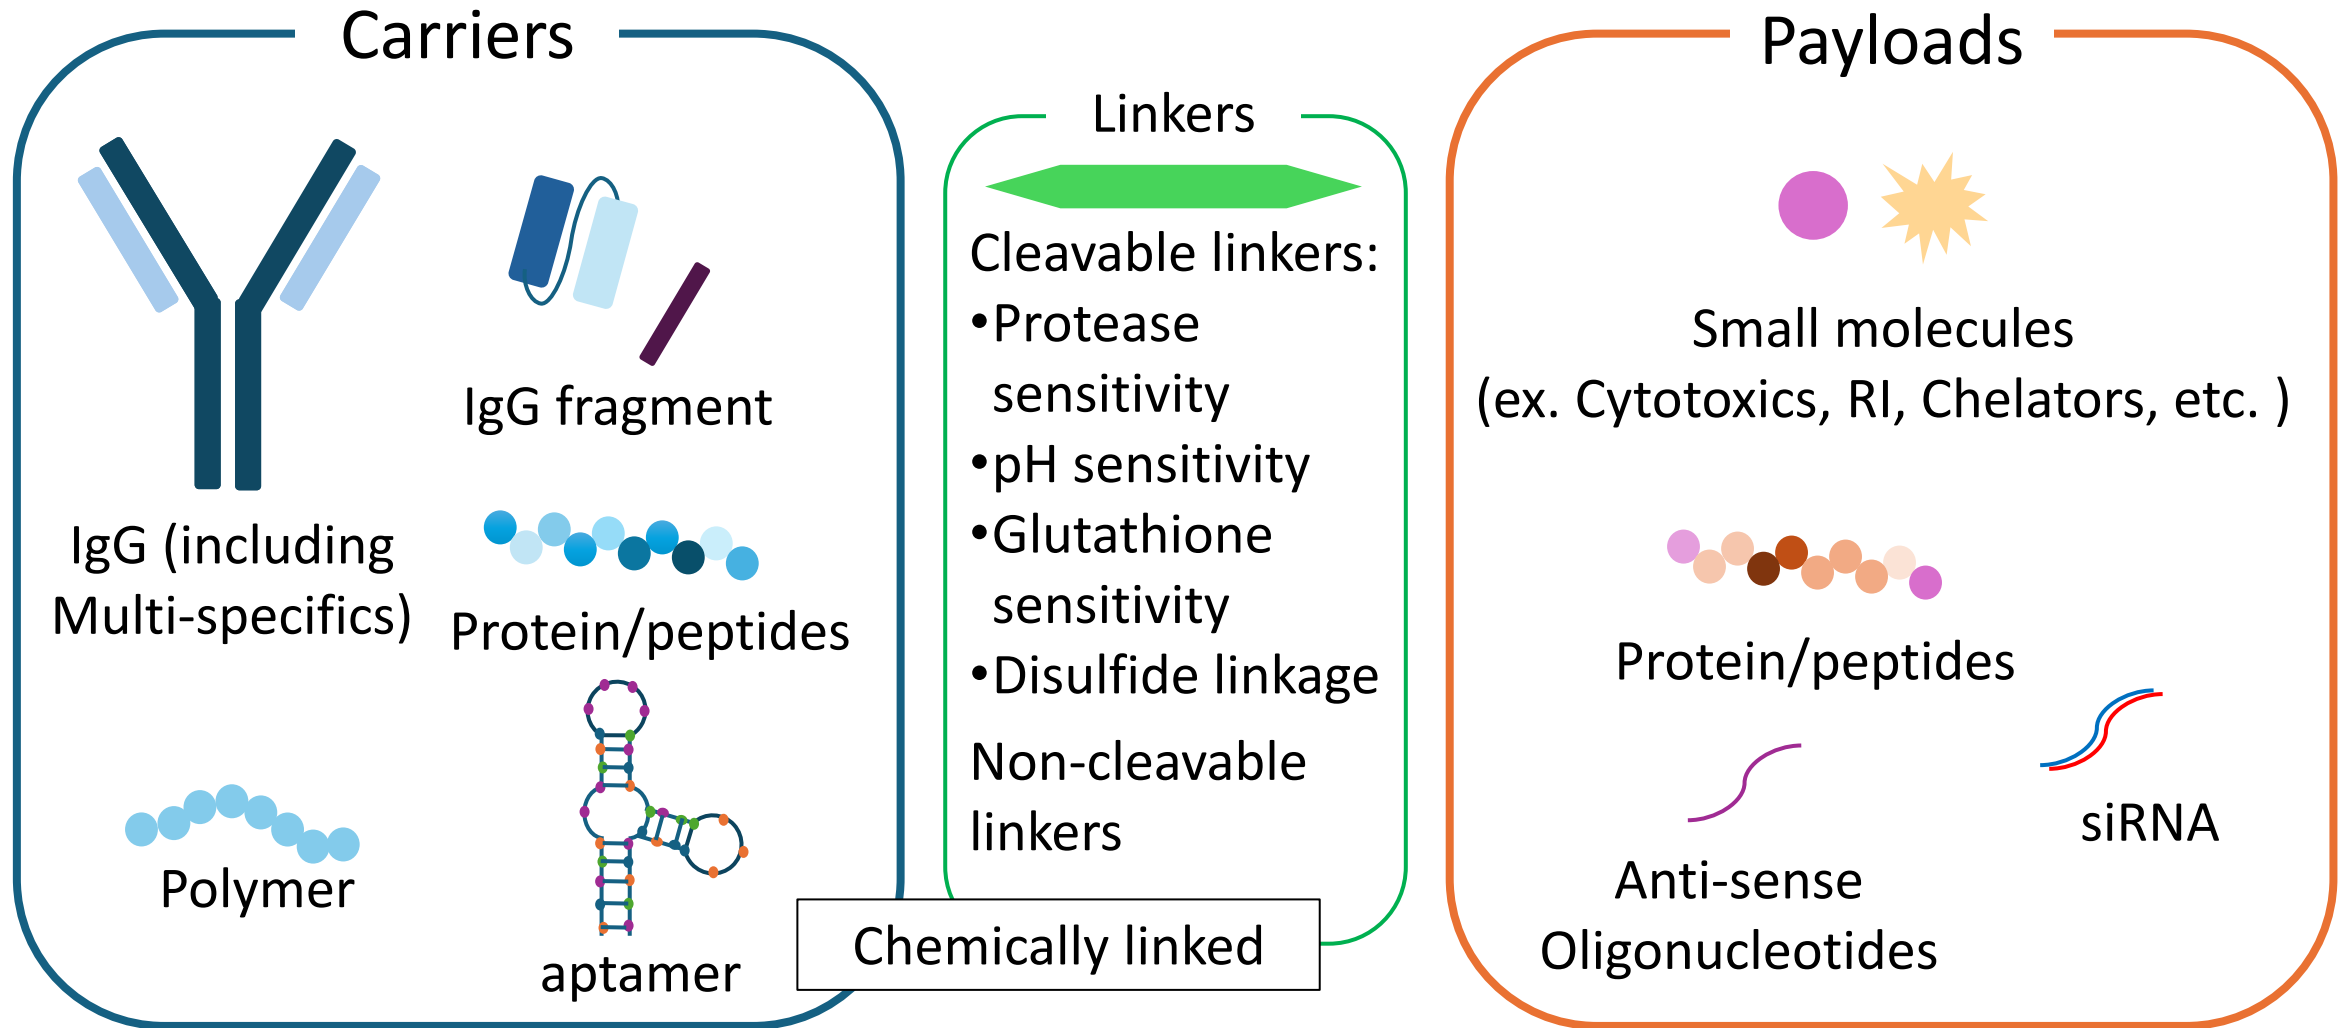 Carriers
IgG (including
Multi-specifics)
IgG fragment
Protein/peptides
Polymer
aptamer
Linkers
Cleavable linkers:
•Protease
sensitivity
•pH sensitivity
•Glutathione
sensitivity
•Disulfide linkage
Non-cleavable
linkers
Chemically linked
Payloads
Small molecules
(ex. Cytotoxics, RI, Chelators, etc. )
Protein/peptides
siRNA
Anti-sense
Oligonucleotides